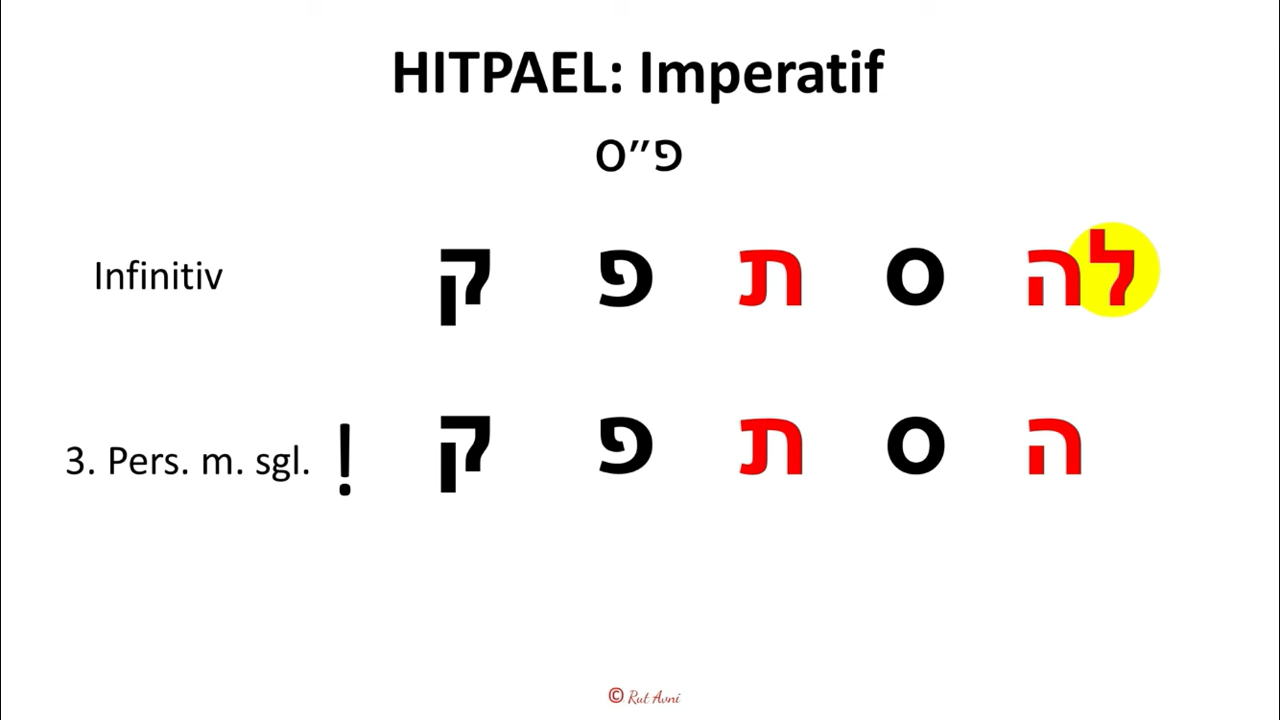 HITPAEL: Imperatif
פ״ס
Infinitiv
להסתפק
3. Pers. m. sgl.
הסתפק!
© Rut Avni